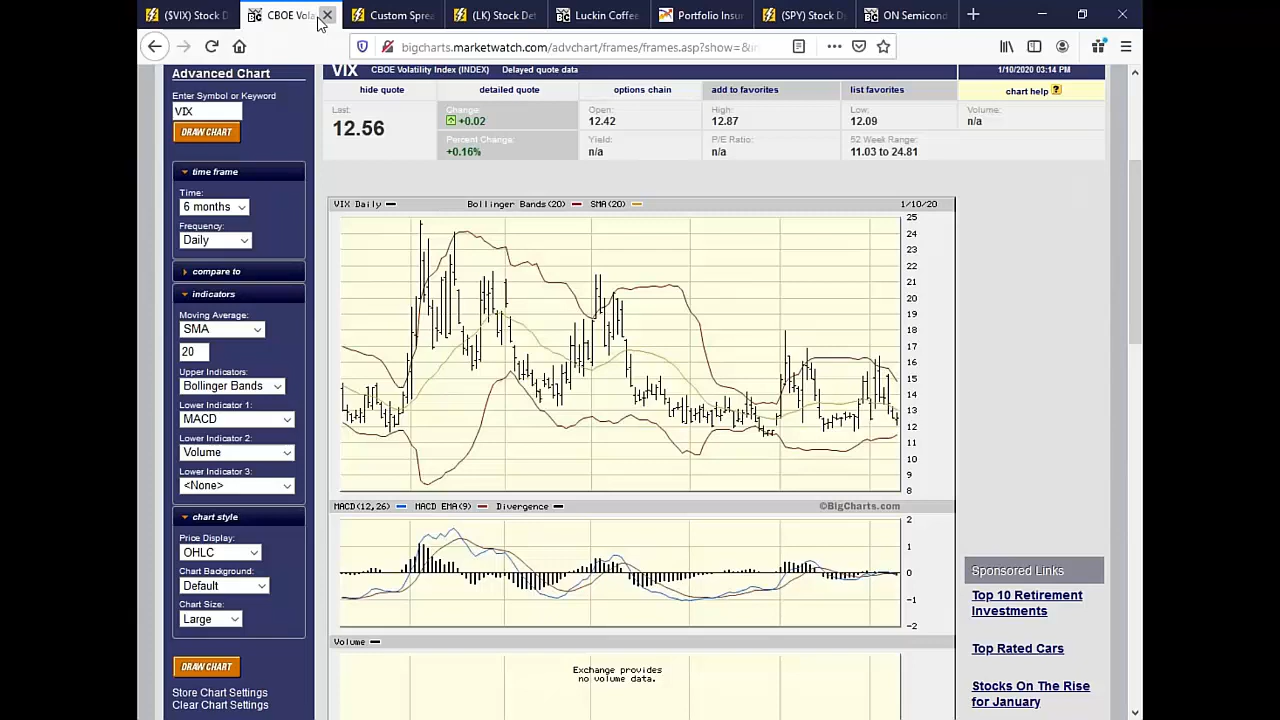 ($VIX) Stock D
CBOE Vola
Custom Sprea
(LK) Stock Det
Luckin Coffee
Portfolio Insur
(SPY) Stock D
ON Semicond
bigcharts.marketwatch.com/advchart/frames/frames.asp?show=&in
Advanced Chart
VIX CBOE Volatility Index (INDEX) Delayed quote data
1/10/2020 03:14 PM
Enter Symbol or Keyword
VIX
DRAW CHART
hide quote
detailed quote
options chain
add to favorites
list favorites
chart help ?
Last:
12.56
Change:
+0.02
Open:
12.42
High:
12.87
Low:
12.09
Volume:
n/a
Percent Change:
+0.16%
Yield:
n/a
P/E Ratio:
n/a
52 Week Range:
11.03 to 24.81
time frame
Time:
6 months
Frequency:
Daily
compare to
indicators
Moving Average:
SMA
20
Upper Indicators:
Bollinger Bands
Lower Indicator 1:
MACD
Lower Indicator 2:
Volume
Lower Indicator 3:
<None>
chart style
Price Display:
OHLC
Chart Background:
Default
Chart Size:
Large
DRAW CHART
Store Chart Settings
Clear Chart Settings
VIX Daily
Bollinger Bands(20)
SMA(20)
1/10/20
25
24
23
22
21
20
19
18
17
16
15
14
13
12
11
10
9
8
MACD(12,26)
MACD EMA(9)
Divergence
©BigCharts.com
2
1
0
-1
-2
Volume
Exchange provides
no volume data.
Sponsored Links
Top 10 Retirement
Investments
Top Rated Cars
Stocks On The Rise
for January